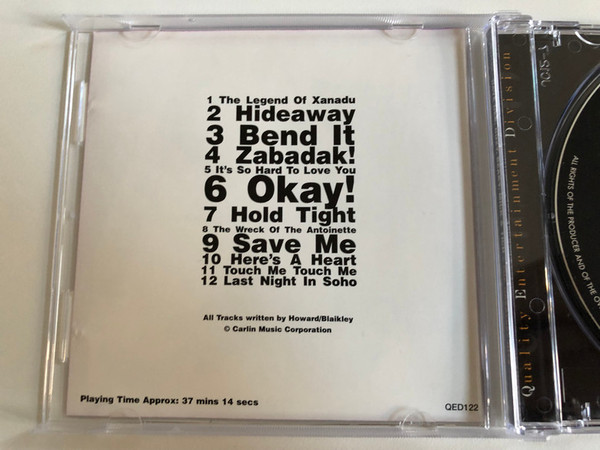 1 The Legend Of Xanadu
2 Hideaway
3 Bend It
4 Zabadak!
5 It's So Hard To Love You
6 Okay!
7 Hold Tight
8 The Wreck Of The Antoinette
9 Save Me
10 Here's A Heart
11 Touch Me Touch Me
12 Last Night In Soho
All Tracks written by Howard/Blaikley
© Carlin Music Corporation
Playing Time Approx: 37 mins 14 secs
QED122
Quality Entertainment Division
ALL RIGHTS OF THE PRODUCER AND OF THE